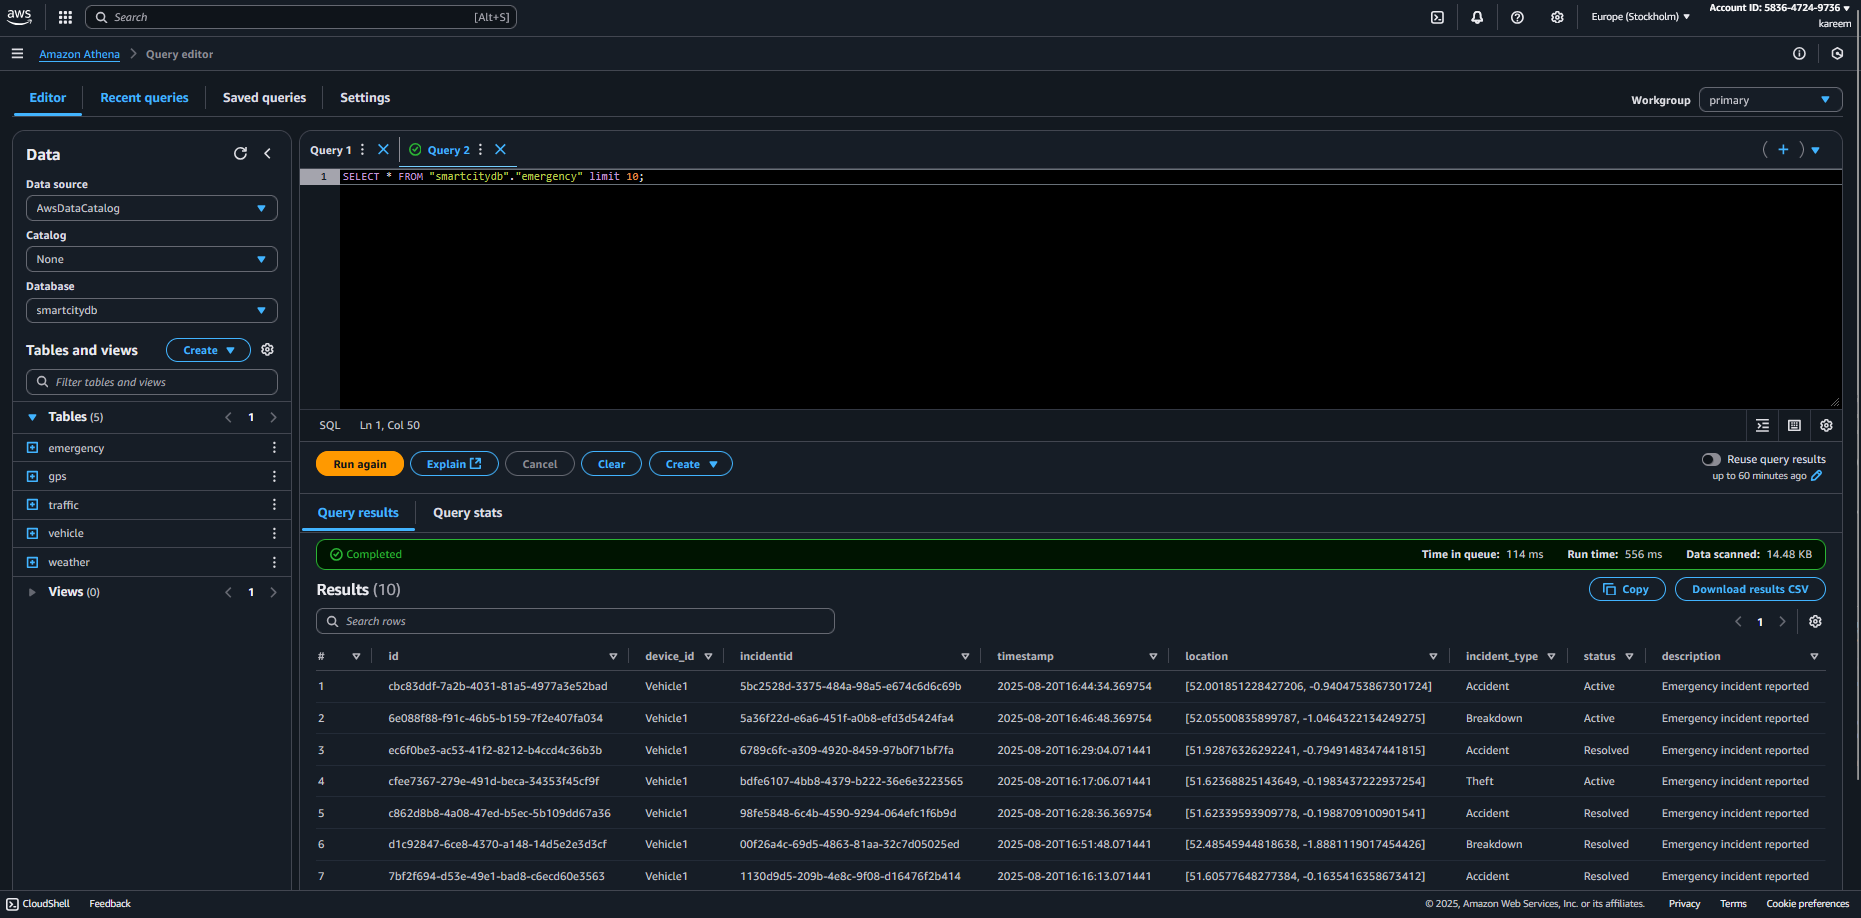 aws
Search
[Alt+S]
Europe (Stockholm)
Account ID: 5836-4724-9736
kareem
Amazon Athena
Query editor
Editor
Recent queries
Saved queries
Settings
Workgroup
primary
Data
Data source
AwsDataCatalog
Catalog
None
Database
smartcitydb
Tables and views
Create
Filter tables and views
Tables (5)
1
emergency
gps
traffic
vehicle
weather
Views (0)
1
Query 1
Query 2
1
SELECT * FROM "smartcitydb"."emergency" limit 10;
SQL
Ln 1, Col 50
Run again
Explain
Cancel
Clear
Create
Reuse query results
up to 60 minutes ago
Query results
Query stats
Completed
Time in queue: 114 ms
Run time: 556 ms
Data scanned: 14.48 KB
Results (10)
Copy
Download results CSV
Search rows
1
# id device_id incidentid timestamp location incident_type status description
1 cbc83ddf-7a2b-4031-81a5-4977a3e52bad Vehicle1 5bc2528d-3375-484a-98a5-e674c6d6c69b 2025-08-20T16:44:34.369754 [52.001851228427206, -0.9404753867301724] Accident Active Emergency incident reported
2 6e088f88-f91c-46b5-b159-7f2e407fa034 Vehicle1 5a36f22d-e6a6-451f-a0b8-efd3d5424fa4 2025-08-20T16:46:48.369754 [52.05500835899787, -1.0464322134249275] Breakdown Active Emergency incident reported
3 ec6f0be3-ac53-41f2-8212-b4ccd4c36b3b Vehicle1 6789c6fc-a309-4920-8459-97b0f71bf7fa 2025-08-20T16:29:04.071441 [51.92876326292241, -0.7949148347441815] Accident Resolved Emergency incident reported
4 cfee7367-279e-491d-beca-34353f45cf9f Vehicle1 bdfe6107-4bb8-4379-b222-36e6e3223565 2025-08-20T16:17:06.071441 [51.62368825143649, -0.1983437222937254] Theft Active Emergency incident reported
5 c862d8b8-4a08-47ed-b5ec-5b109dd67a36 Vehicle1 98fe5848-6c4b-4590-9294-064efc1f6b9d 2025-08-20T16:28:36.369754 [51.62339593909778, -0.1988709100901541] Accident Resolved Emergency incident reported
6 d1c92847-6ce8-4370-a148-14d5e2e3d3cf Vehicle1 00f26a4c-69d5-4863-81aa-32c7d05025ed 2025-08-20T16:51:48.071441 [52.48545944818638, -1.8881119017454426] Breakdown Resolved Emergency incident reported
7 7bf2f694-d53e-49e1-bad8-c6ecd60e3563 Vehicle1 1130d9d5-209b-4e8c-9f08-d16476f2b414 2025-08-20T16:16:13.071441 [51.60577648277384, -0.1635416358673412] Accident Resolved Emergency incident reported
CloudShell
Feedback
© 2025, Amazon Web Services, Inc. or its affiliates.
Privacy
Terms
Cookie preferences